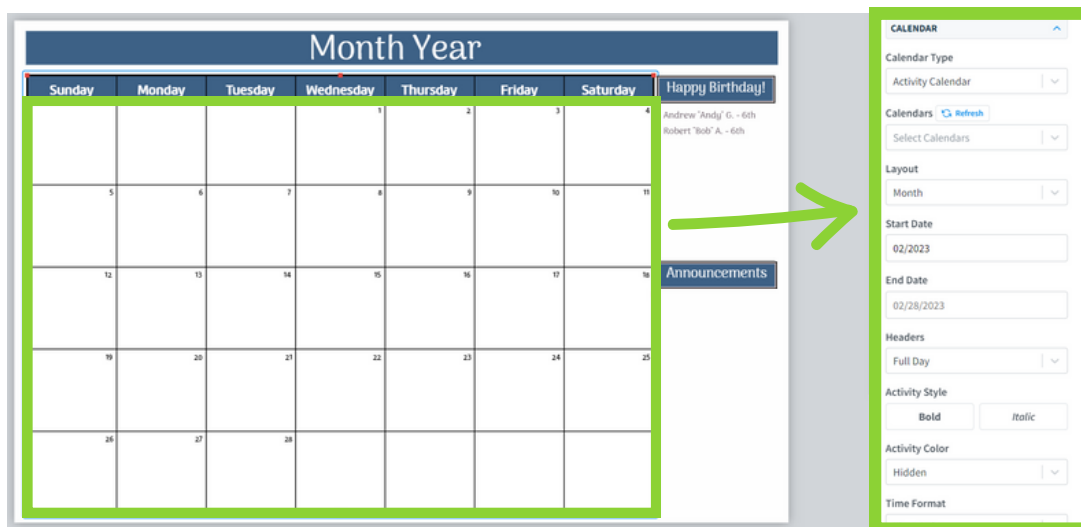 Month Year
Sunday Monday Tuesday Wednesday Thursday Friday Saturday
1 2 3 4
5 6 7 8 9 10 11
12 13 14 15 16 17 18
19 20 21 22 23 24 25
26 27 28
Happy Birthday!
Andrew "Andy" G. - 6th
Robert "Bob" A. - 6th
Announcements
CALENDAR
Calendar Type
Activity Calendar
Calendars Refresh
Select Calendars
Layout
Month
Start Date
02/2023
End Date
02/28/2023
Headers
Full Day
Activity Style
Bold Italic
Activity Color
Hidden
Time Format